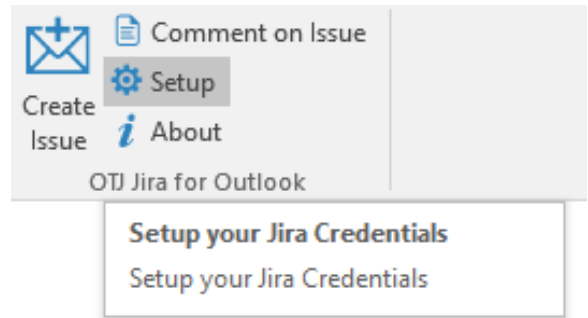 Create
Issue
Comment on Issue
Setup
About
OTJ Jira for Outlook
Setup your Jira Credentials
Setup your Jira Credentials